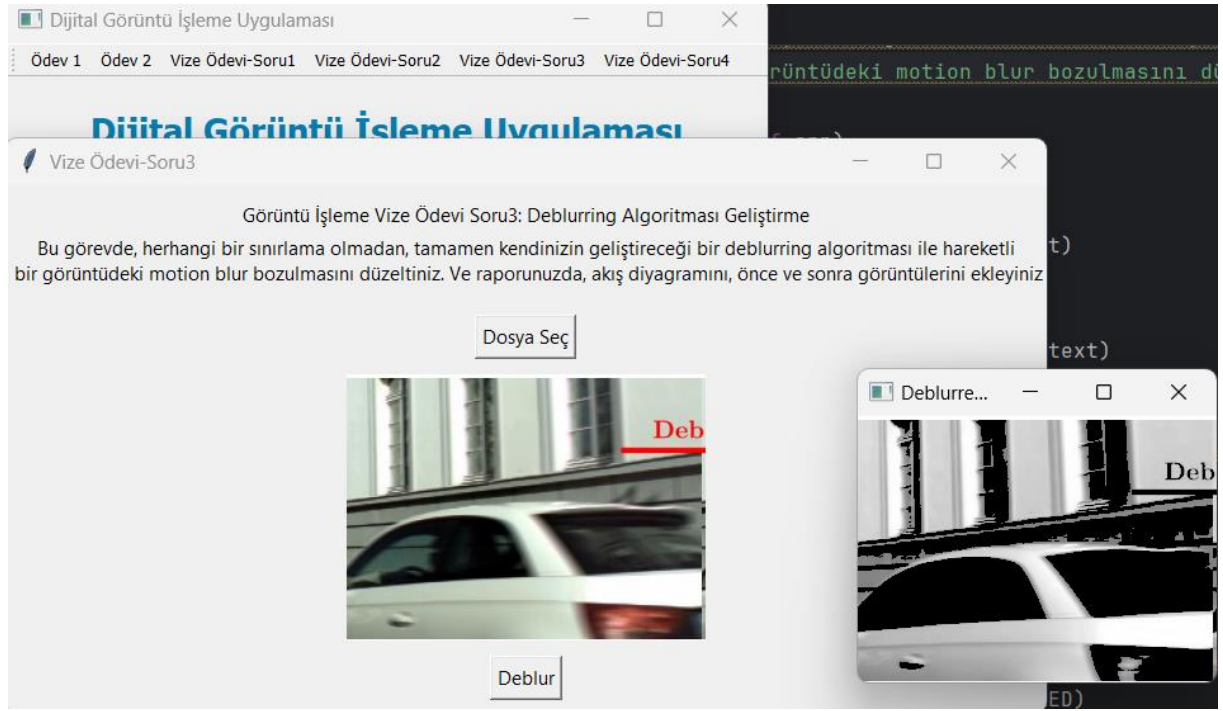 Dijital Görüntü İşleme Uygulaması
Ödev 1 Ödev 2 Vize Ödevi-Soru1 Vize Ödevi-Soru2 Vize Ödevi-Soru3 Vize Ödevi-Soru4
rüntüdeki motion blur bozulmasını dü
Dijital Görüntü İşleme Uygulaması
Vize Ödevi-Soru3
Görüntü İşleme Vize Ödevi Soru3: Deblurring Algoritması Geliştirme
Bu görevde, herhangi bir sınırlama olmadan, tamamen kendinizin geliştireceği bir deblurring algoritması ile hareketli
t)
bir görüntüdeki motion blur bozulmasını düzeltiniz. Ve raporunuzda, akış diyagramını, önce ve sonra görüntülerini ekleyiniz
Dosya Seç
text)
Deblurre...
Deb
Deb
Deblur
ED)